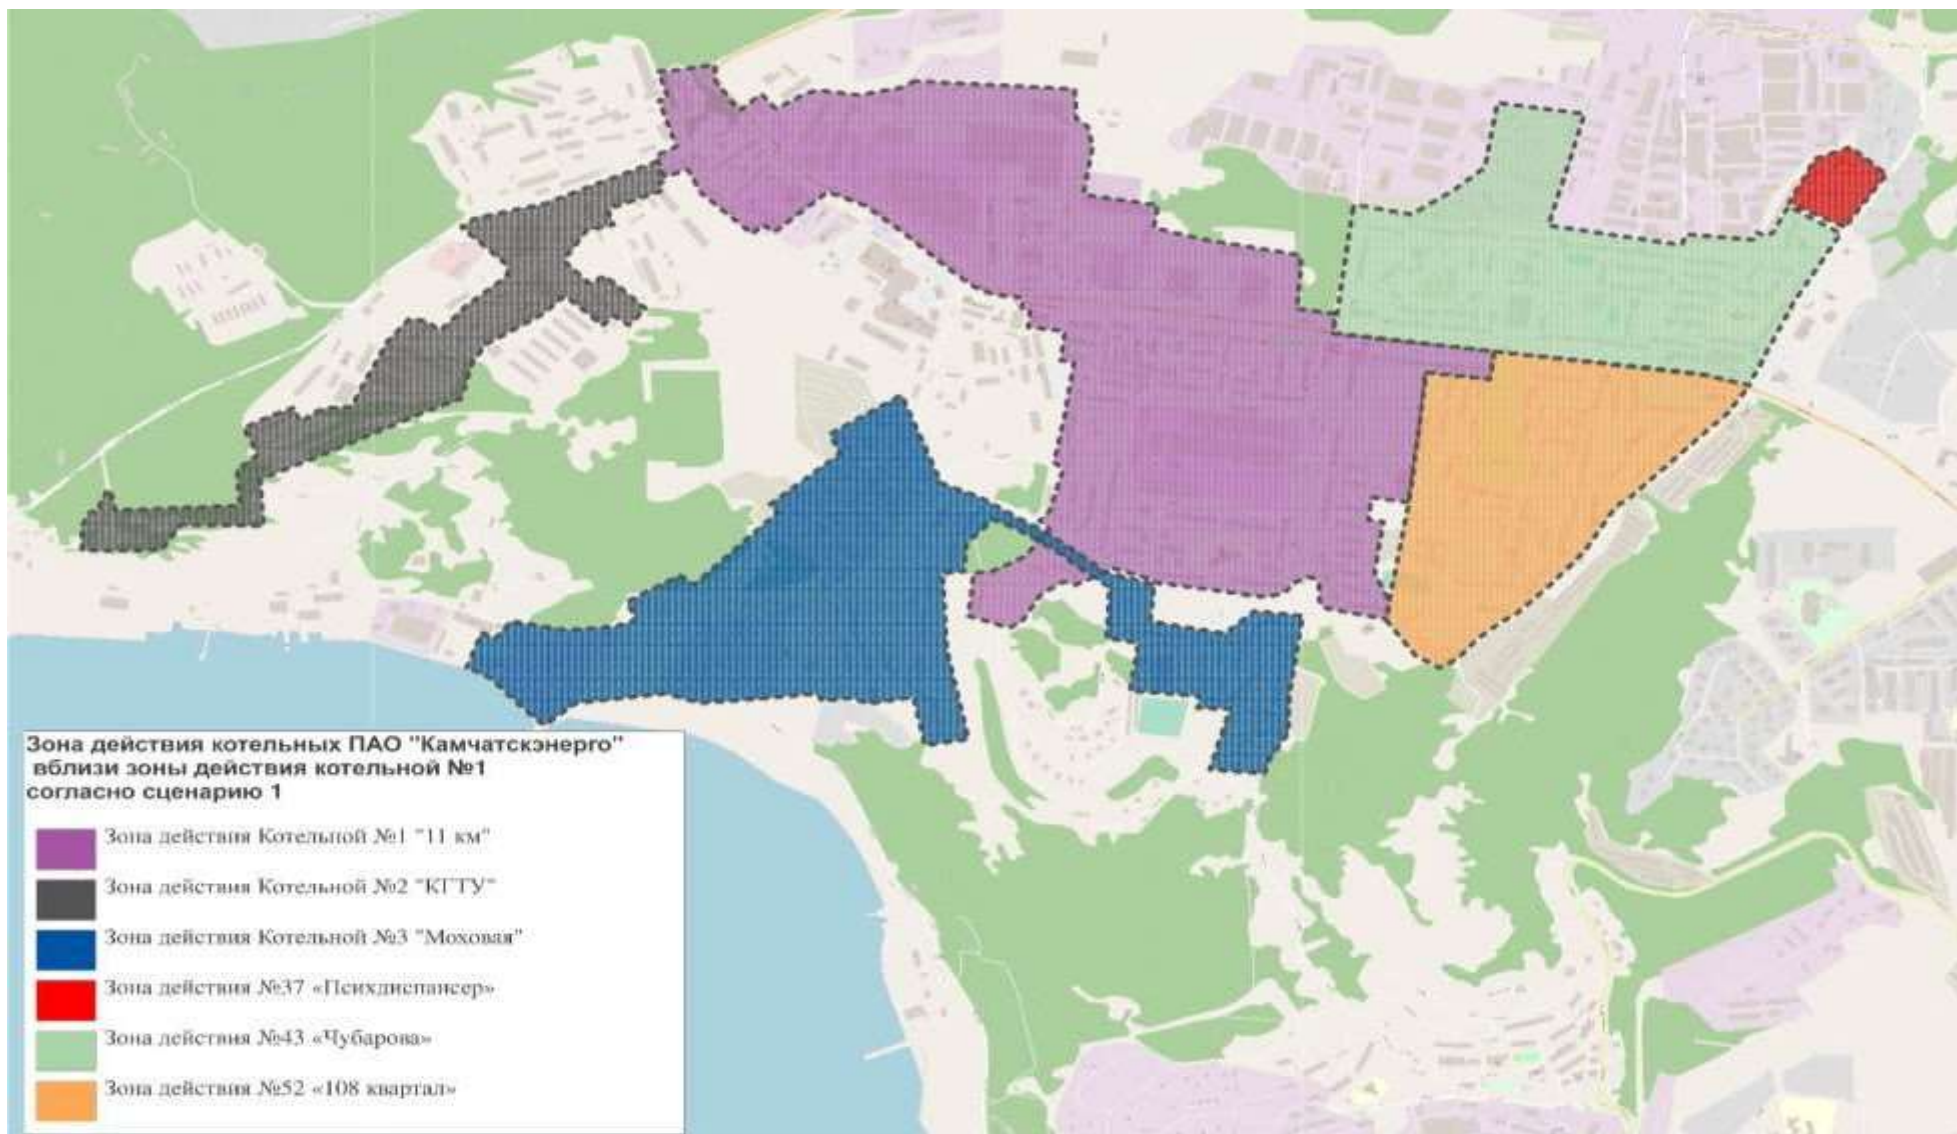 Зона действия котельных ПАО "Камчатскэнерго"
вблизи зоны действия котельной №1
согласно сценарию 1
Зона действия Котельной №1 "11 км"
Зона действия Котельной №2 "КГТУ"
Зона действия Котельной №3 "Моховая"
Зона действия №37 «Психдиспансер»
Зона действия №43 «Чубарова»
Зона действия №52 «108 квартал»